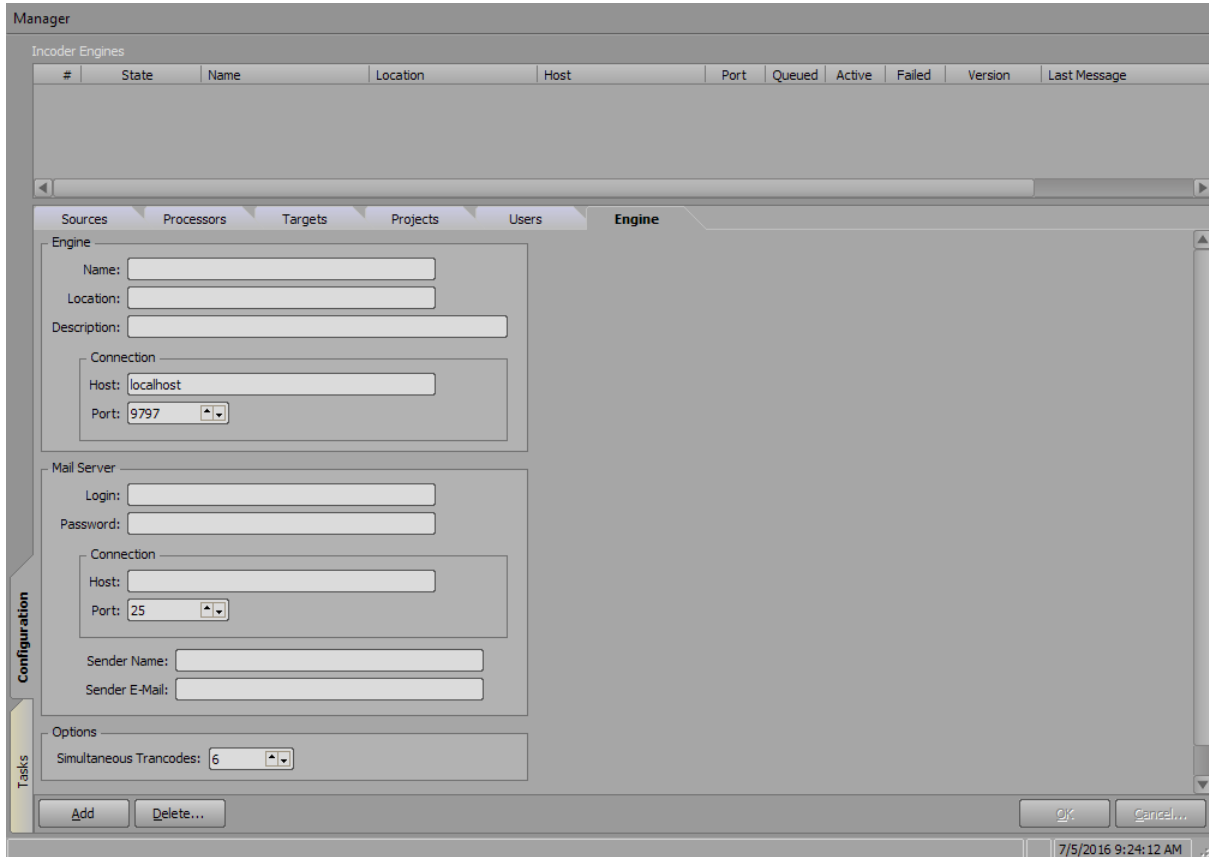 Manager
Incoder Engines
# State Name Location Host Port Queued Active Failed Version Last Message
Sources Processors Targets Projects Users Engine
Engine
Name:
Location:
Description:
Connection
Host: localhost
Port: 9797
Mail Server
Login:
Password:
Connection
Host:
Port: 25
Sender Name:
Sender E-Mail:
Options
Simultaneous Trancodes: 6
Configuration
Tasks
Add Delete... OK Cancel...
7/5/2016 9:24:12 AM